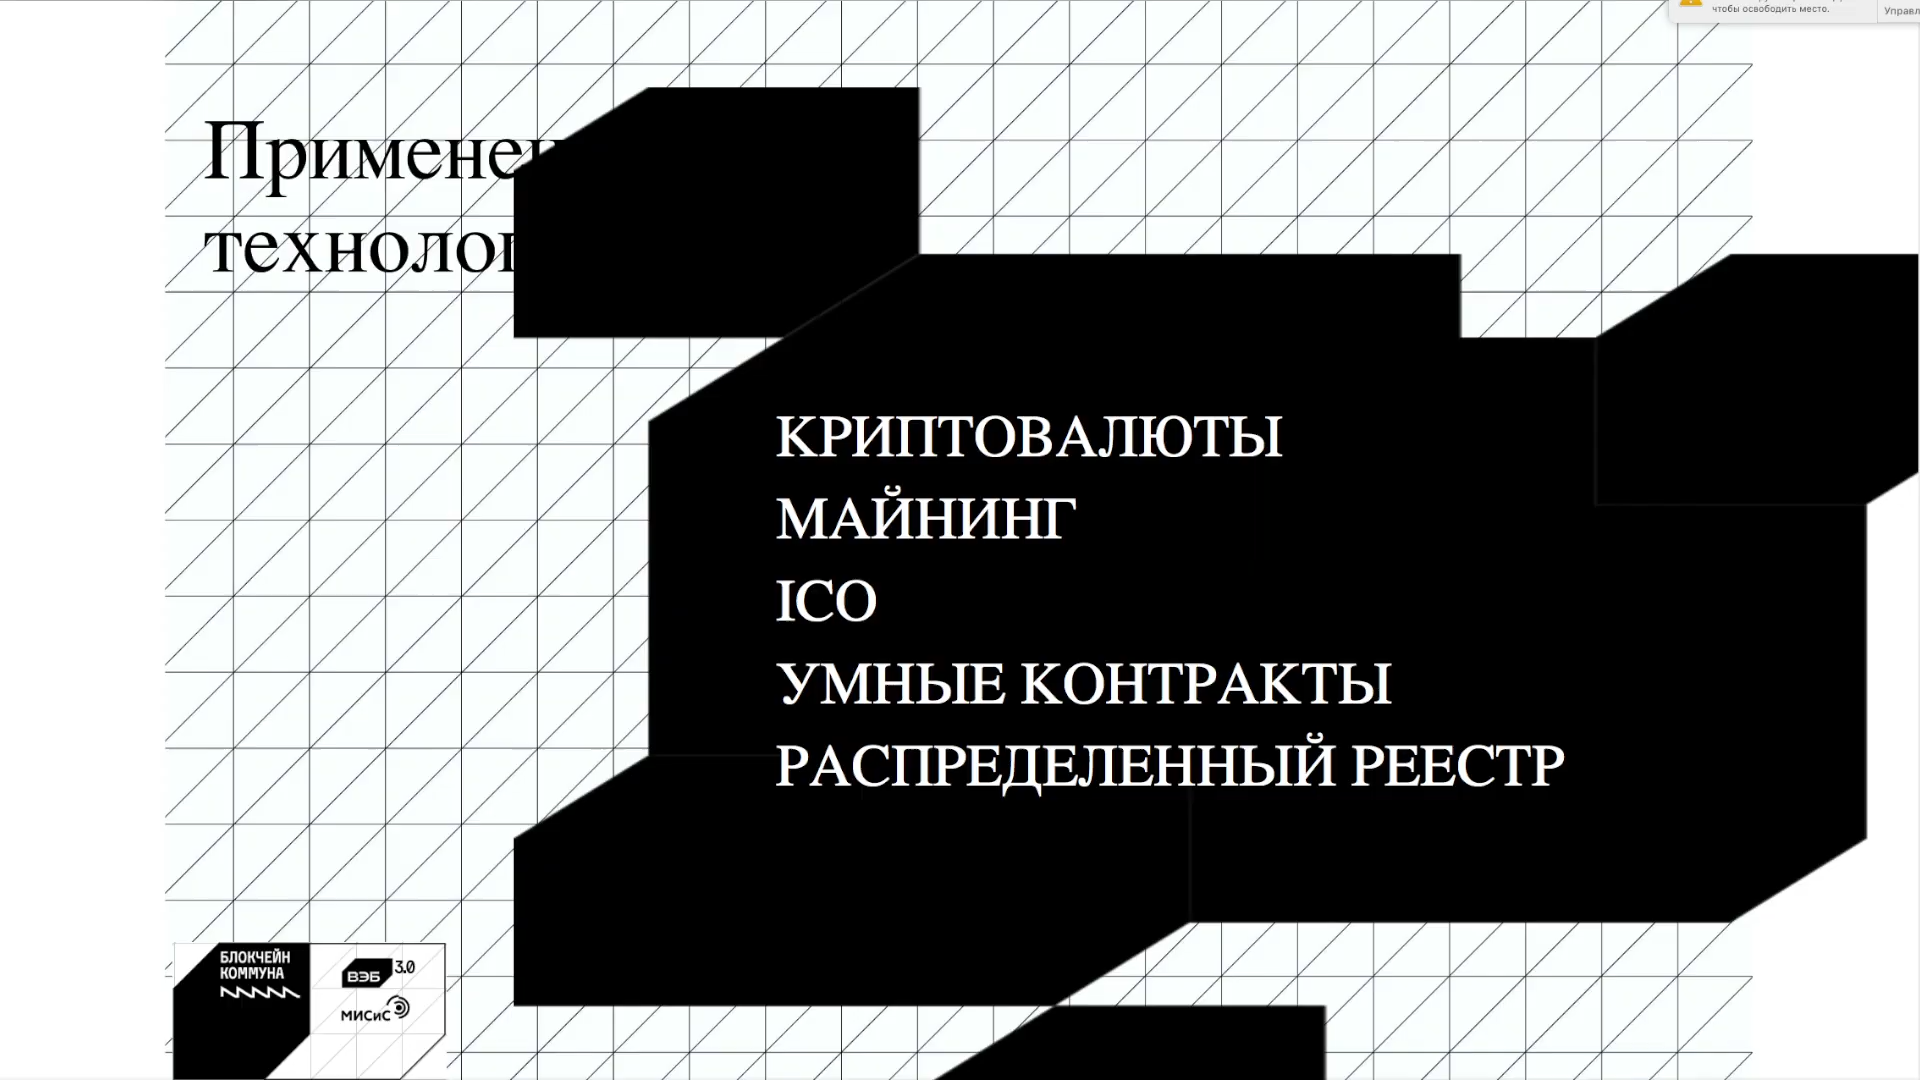 чтобы освободить место.
Применен
технолог
КРИПТОВАЛЮТЫ
МАЙНИНГ
ICO
УМНЫЕ КОНТРАКТЫ
РАСПРЕДЕЛЕННЫЙ РЕЕСТР
БЛОКЧЕЙН
КОММУНА
ВЭБ 3.0
МИСиС